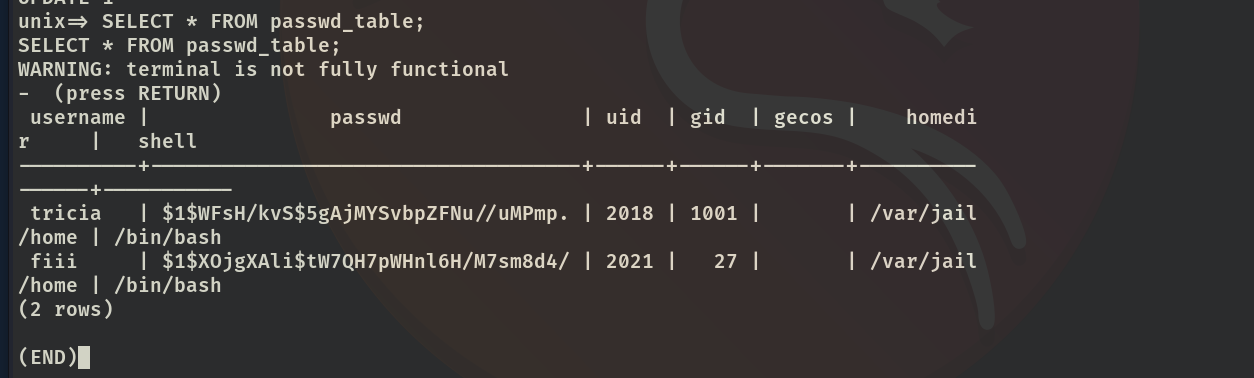 UPDATE 1
unix=> SELECT * FROM passwd_table;
SELECT * FROM passwd_table;
WARNING: terminal is not fully functional
-  (press RETURN)
 username |               passwd               | uid  | gid  | gecos |    homedi
r     |   shell
----------+------------------------------------+------+------+-------+----------
------+-----------
 tricia   | $1$WFsH/kvS$5gAjMYSvbpZFNu//uMPmp. | 2018 | 1001 |       | /var/jail
/home | /bin/bash
 fiii     | $1$XOjgXAli$tW7QH7pWHnl6H/M7sm8d4/ | 2021 |   27 |       | /var/jail
/home | /bin/bash
(2 rows)

(END)